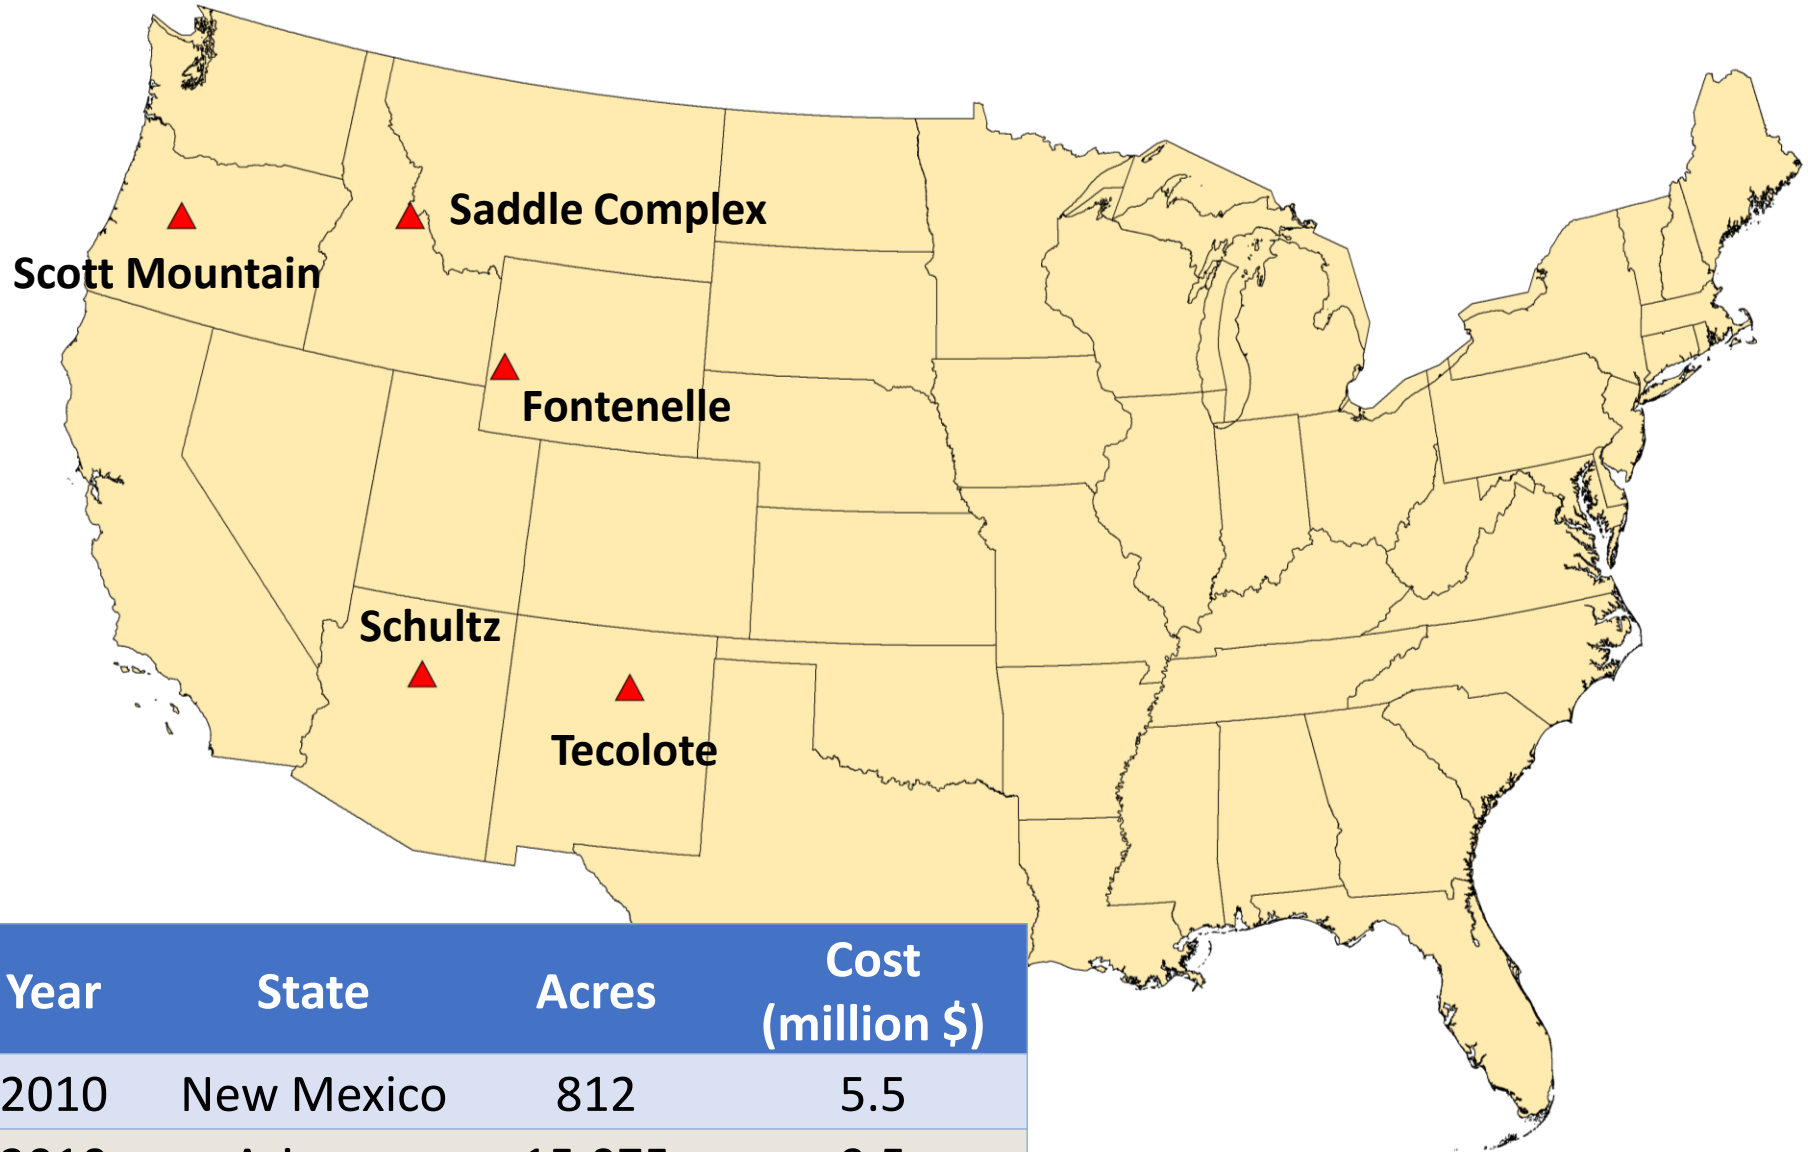 Saddle Complex
Scott Mountain
Fontenelle
Schultz
Tecolote
Year State Acres Cost (million $)
2010 New Mexico 812 5.5